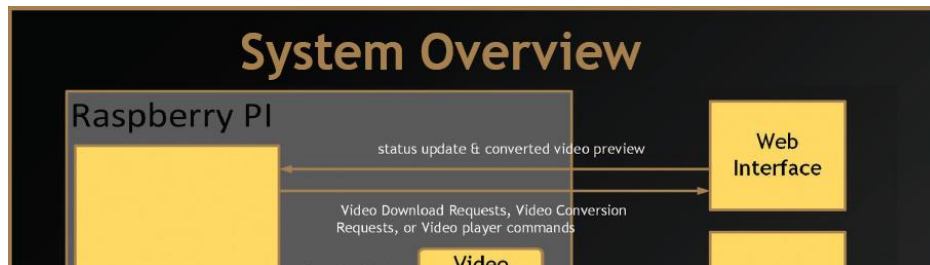 System Overview
Raspberry PI
status update & converted video preview
Web
Interface
Video Download Requests, Video Conversion
Requests, or Video player commands
Video